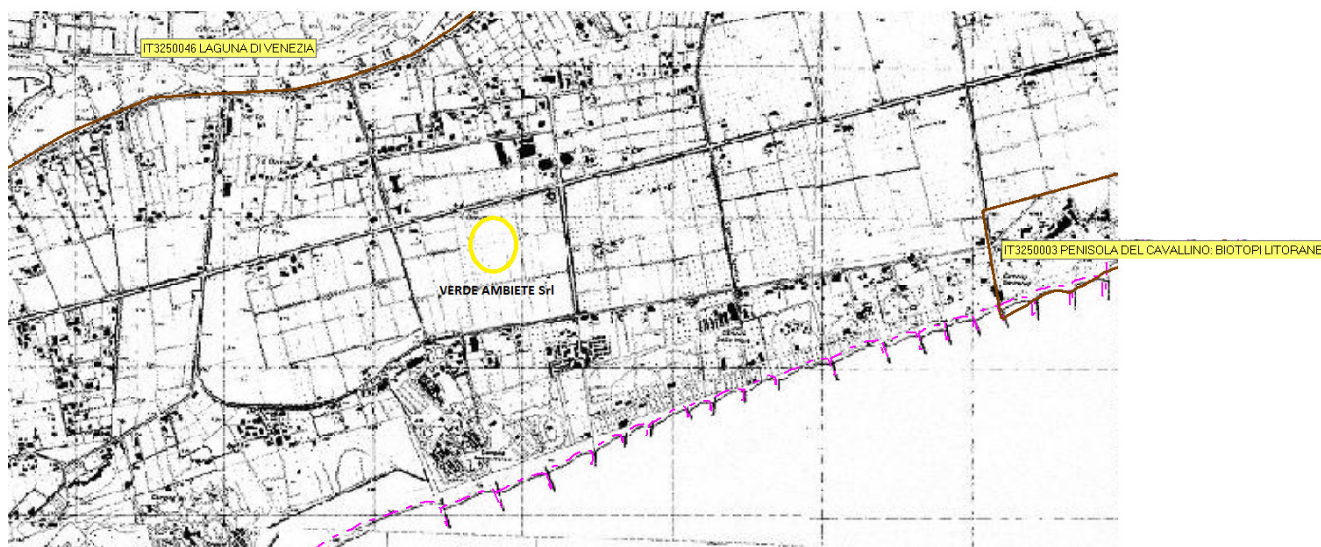 IT3250046 LAGUNA DI VENEZIA
IT3250003 PENISOLA DEL CAVALLINO: BIOTOPI LITORANE
VERDE AMBIETE Srl